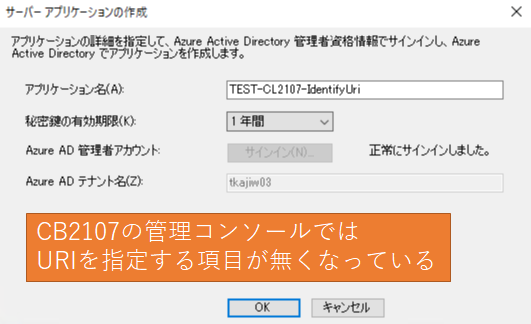 サーバー アプリケーションの作成
アプリケーションの詳細を指定して、Azure Active Directory 管理者資格情報でサインインし、Azure
Active Directory でアプリケーションを作成します。
アプリケーション名(A): TEST-CL2107-IdentifyUri
秘密鍵の有効期限(K): 1 年間
Azure AD 管理者アカウント: サインイン(N)... 正常にサインインしました。
Azure AD テナント名(Z): tkajiw03
CB2107の管理コンソールでは
URIを指定する項目が無くなっている
OK キャンセル